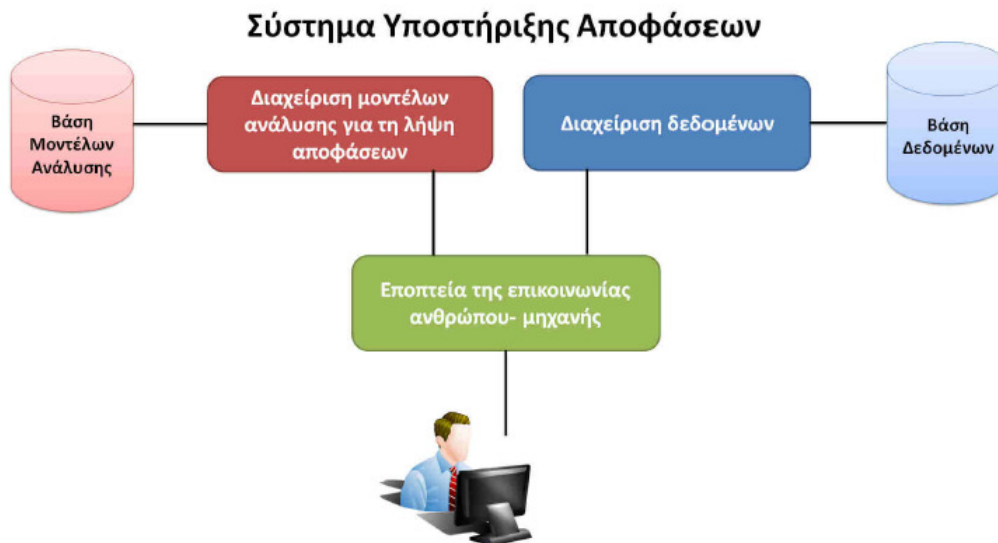 Σύστημα Υποστήριξης Αποφάσεων
Βάση
Μοντέλων
Ανάλυσης
Διαχείριση μοντέλων
ανάλυσης για τη λήψη
αποφάσεων
Διαχείριση δεδομένων
Βάση
Δεδομένων
Εποπτεία της επικοινωνίας
ανθρώπου- μηχανής